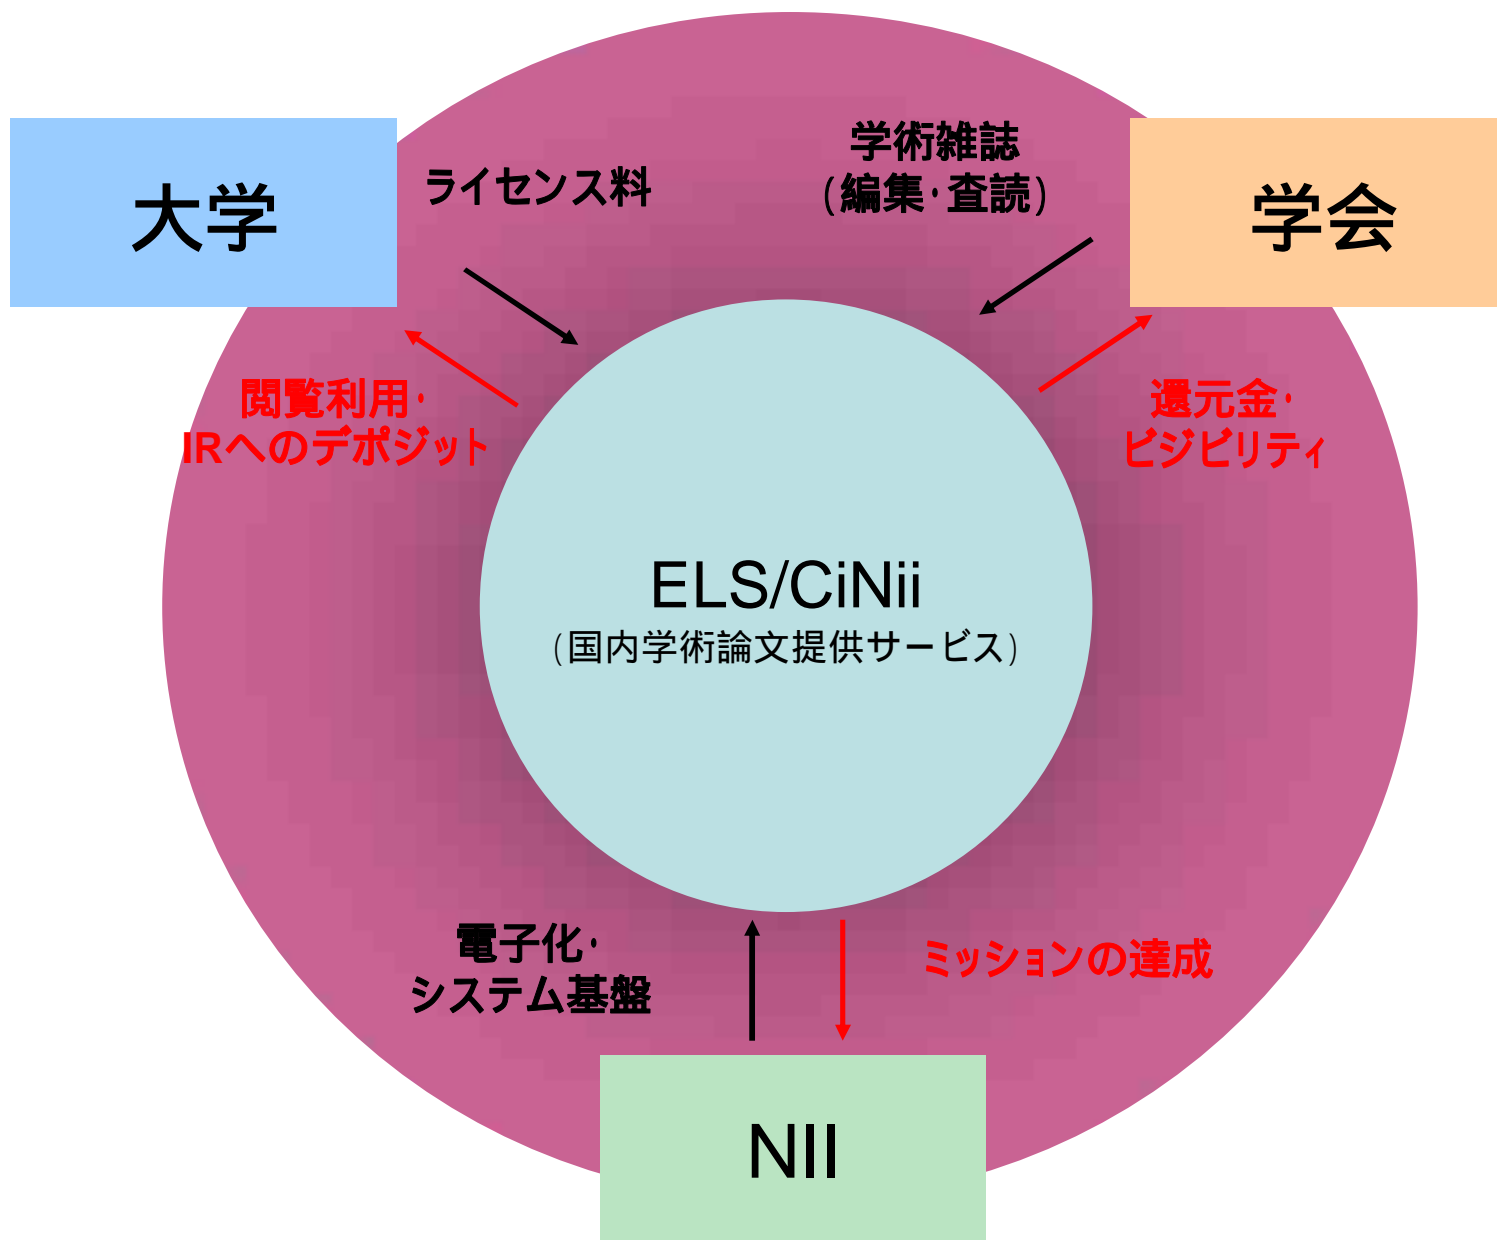 大学
ライセンス料
学術雑誌
(編集・査読)
学会
閲覧利用・
IRへのデポジット
還元金・
ビジビリティ
ELS/CiNii
(国内学術論文提供サービス)
電子化・
システム基盤
ミッションの達成
NII